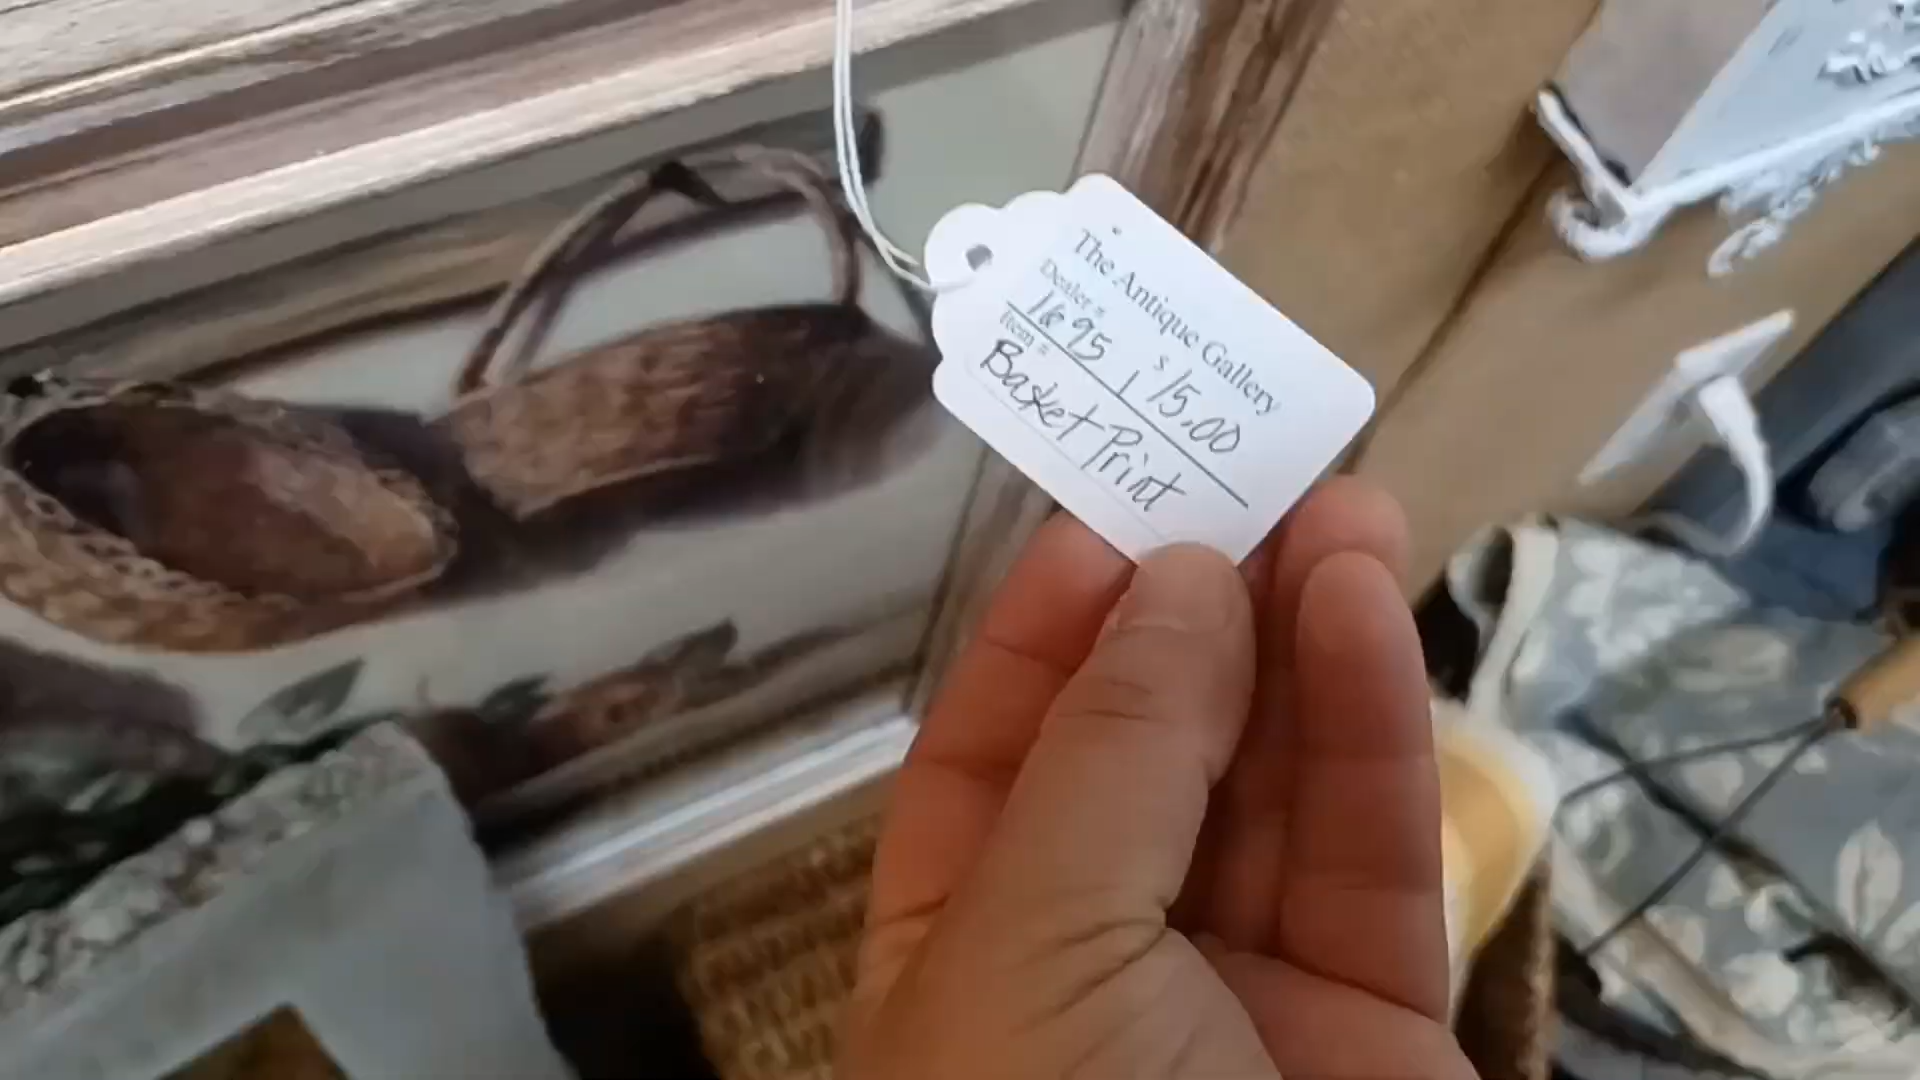 The Antique Gallery
Dealer =
1695 | $ 15.00
Item =
Basket Print